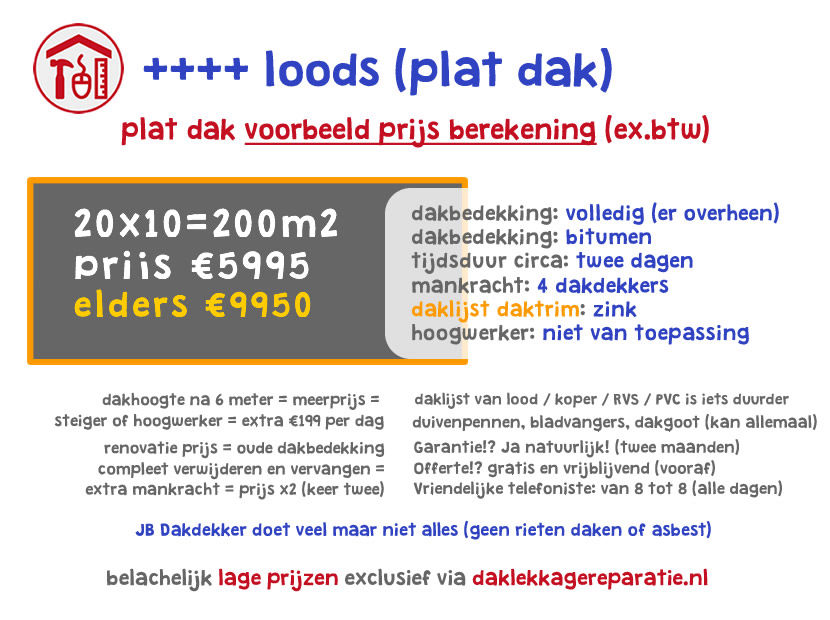 ++++ loods (plat dak)
plat dak voorbeeld prijs berekening (ex.btw)
20x10=200m2
prijs €5995
elders €9950
dakbedekking: volledig (er overheen)
dakbedekking: bitumen
tijdsduur circa: twee dagen
mankracht: 4 dakdekkers
daklijst daktrim: zink
hoogwerker: niet van toepassing
dakhoogte na 6 meter = meerprijs =
steiger of hoogwerker = extra €199 per dag
renovatie prijs = oude dakbedekking
compleet verwijderen en vervangen =
extra mankracht = prijs x2 (keer twee)
daklijst van lood / koper / RVS / PVC is iets duurder
duivenpennen, bladvangers, dakgoot (kan allemaal)
Garantie!? Ja natuurlijk! (twee maanden)
Offerte!? gratis en vrijblijvend (vooraf)
Vriendelijke telefoniste: van 8 tot 8 (alle dagen)
JB Dakdekker doet veel maar niet alles (geen rieten daken of asbest)
belachelijk lage prijzen exclusief via daklekkagereparatie.nl